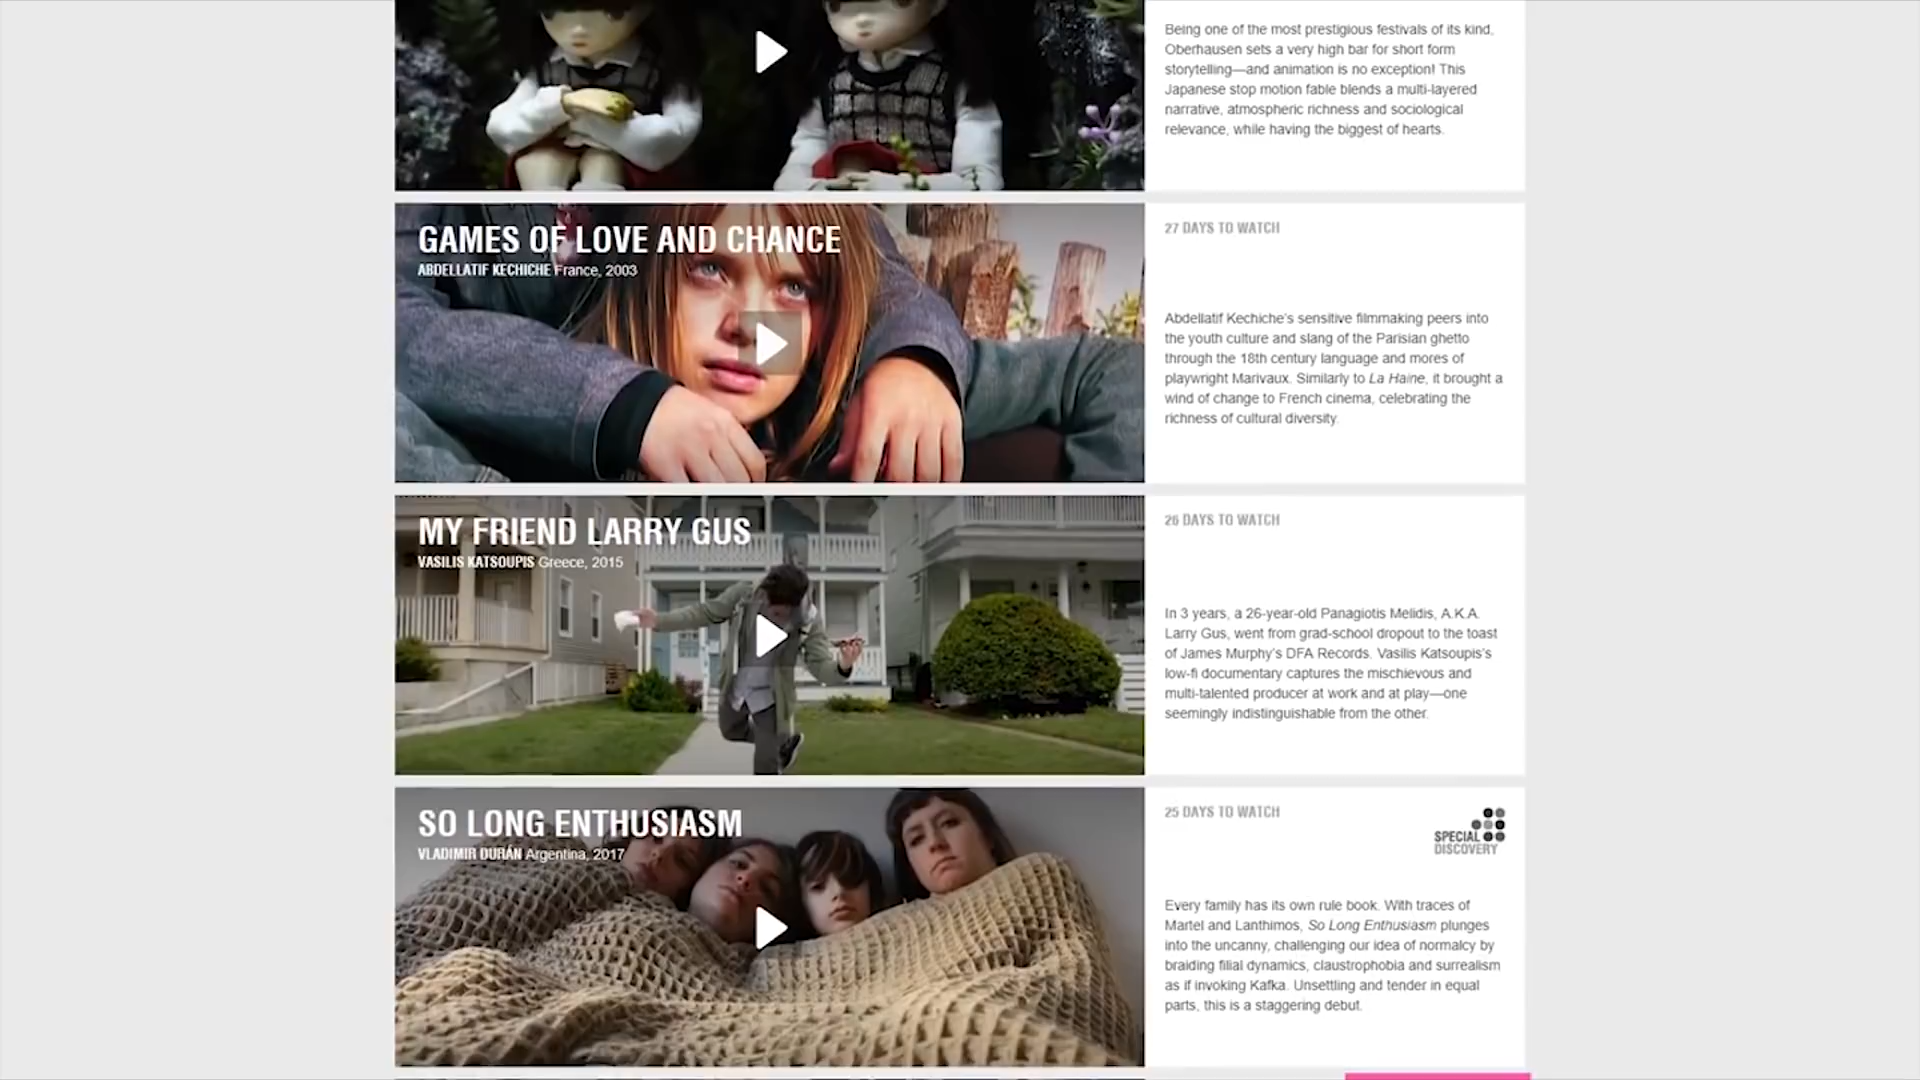 Being one of the most prestigious festivals of its kind,
Oberhausen sets a very high bar for short form
storytelling—and animation is no exception! This
Japanese stop motion fable blends a multi-layered
narrative, atmospheric richness and sociological
relevance, while having the biggest of hearts.
GAMES OF LOVE AND CHANCE
ABDELLATIF KECHICHE France, 2003
27 DAYS TO WATCH
Abdellatif Kechiche's sensitive filmmaking peers into
the youth culture and slang of the Parisian ghetto
through the 18th century language and mores of
playwright Marivaux. Similarly to La Haine, it brought a
wind of change to French cinema, celebrating the
richness of cultural diversity.
MY FRIEND LARRY GUS
VASILIS KATSOUPIS Greece, 2015
26 DAYS TO WATCH
In 3 years, a 26-year-old Panagiotis Melidis, A.K.A.
Larry Gus, went from grad-school dropout to the toast
of James Murphy's DFA Records. Vasilis Katsoupis's
low-fi documentary captures the mischievous and
multi-talented producer at work and at play—one
seemingly indistinguishable from the other.
SO LONG ENTHUSIASM
VLADIMIR DURÁN Argentina, 2017
25 DAYS TO WATCH
SPECIAL
DISCOVERY
Every family has its own rule book. With traces of
Martel and Lanthimos, So Long Enthusiasm plunges
into the uncanny, challenging our idea of normalcy by
braiding filial dynamics, claustrophobia and surrealism
as if invoking Kafka. Unsettling and tender in equal
parts, this is a staggering debut.